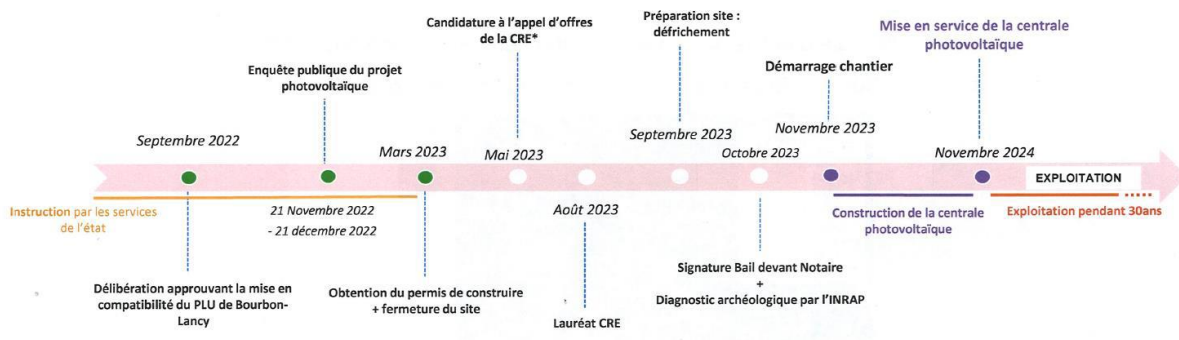 Candidature à l'appel d'offres
de la CRE*
Préparation site :
défrichement
Mise en service de la centrale
photovoltaïque
Enquête publique du projet
photovoltaïque
Démarrage chantier
Septembre 2022
Mars 2023
Mai 2023
Septembre 2023
Octobre 2023
Novembre 2023
Novembre 2024
EXPLOITATION
Instruction par les services
de l'état
21 Novembre 2022
- 21 décembre 2022
Août 2023
Construction de la centrale
photovoltaïque
Exploitation pendant 30ans
Délibération approuvant la mise en
compatibilité du PLU de Bourbon-
Lancy
Obtention du permis de construire
+ fermeture du site
Lauréat CRE
Signature Bail devant Notaire
+
Diagnostic archéologique par l'INRAP